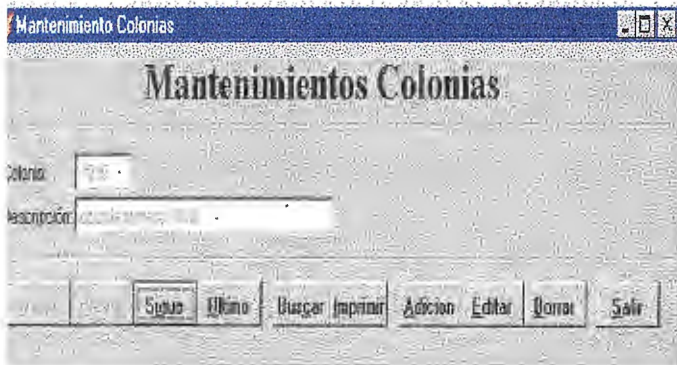 Mantenimiento Colonias
Mantenimientos Colonias
Colonia:
Descripción:
Sigue Ultimo Buscar Imprimir Adicion Editar Borrar Salir